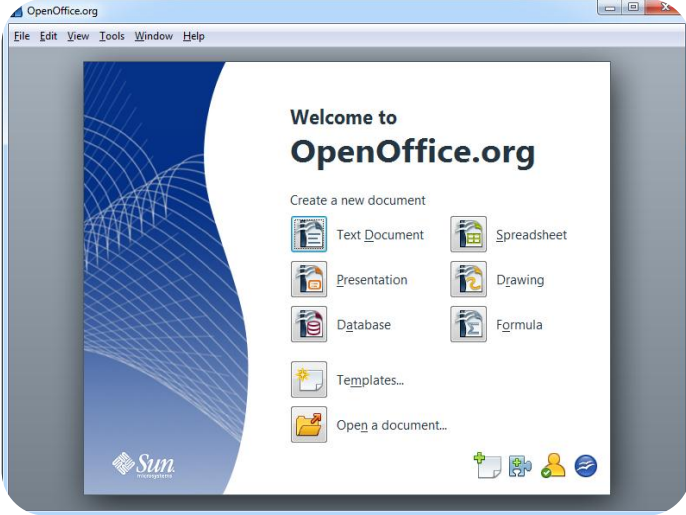 OpenOffice.org
File Edit View Tools Window Help
Welcome to
OpenOffice.org
Create a new document
Text Document Spreadsheet
Presentation Drawing
Database Formula
Templates...
Open a document...
Sun
microsystems